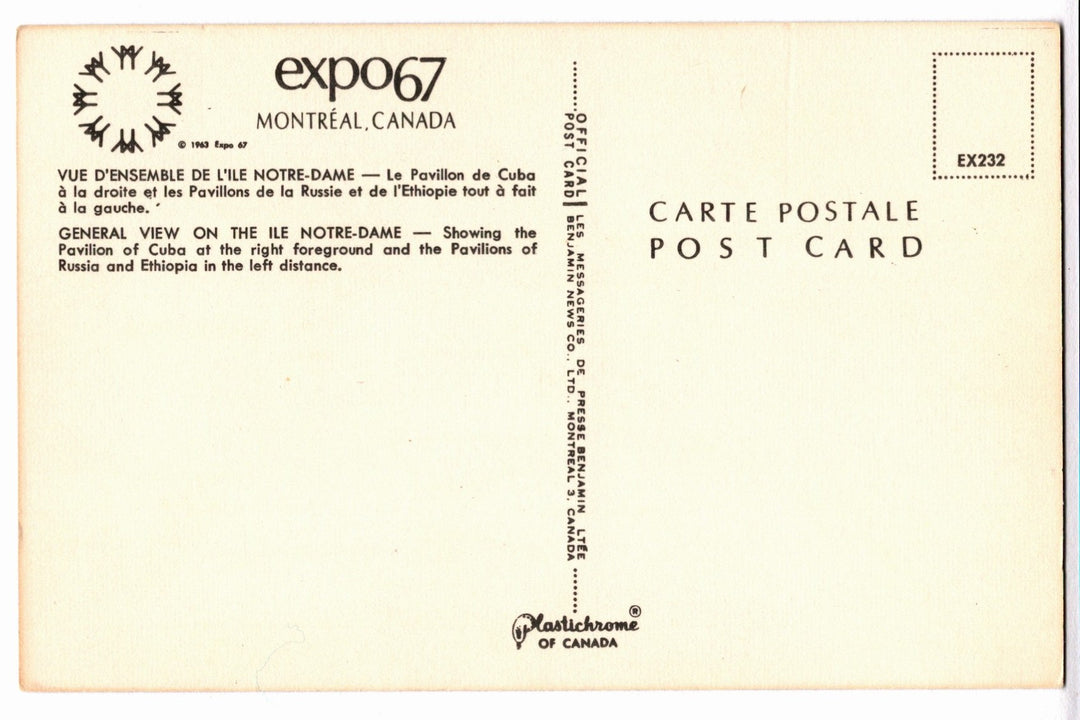 expo67
MONTRÉAL, CANADA
© 1963 Expo 67
VUE D'ENSEMBLE DE L'ILE NOTRE-DAME — Le Pavillon de Cuba
à la droite et les Pavillons de la Russie et de l'Ethiopie tout à fait
à la gauche.
GENERAL VIEW ON THE ILE NOTRE-DAME — Showing the
Pavilion of Cuba at the right foreground and the Pavilions of
Russia and Ethiopia in the left distance.
OFFICIAL
POST CARD
LES MESSAGERIES DE PRESSE BENJAMIN LTÉE
BENJAMIN NEWS CO., LTD., MONTREAL 3, CANADA
Plastichrome ®
OF CANADA
EX232
CARTE POSTALE
POST CARD